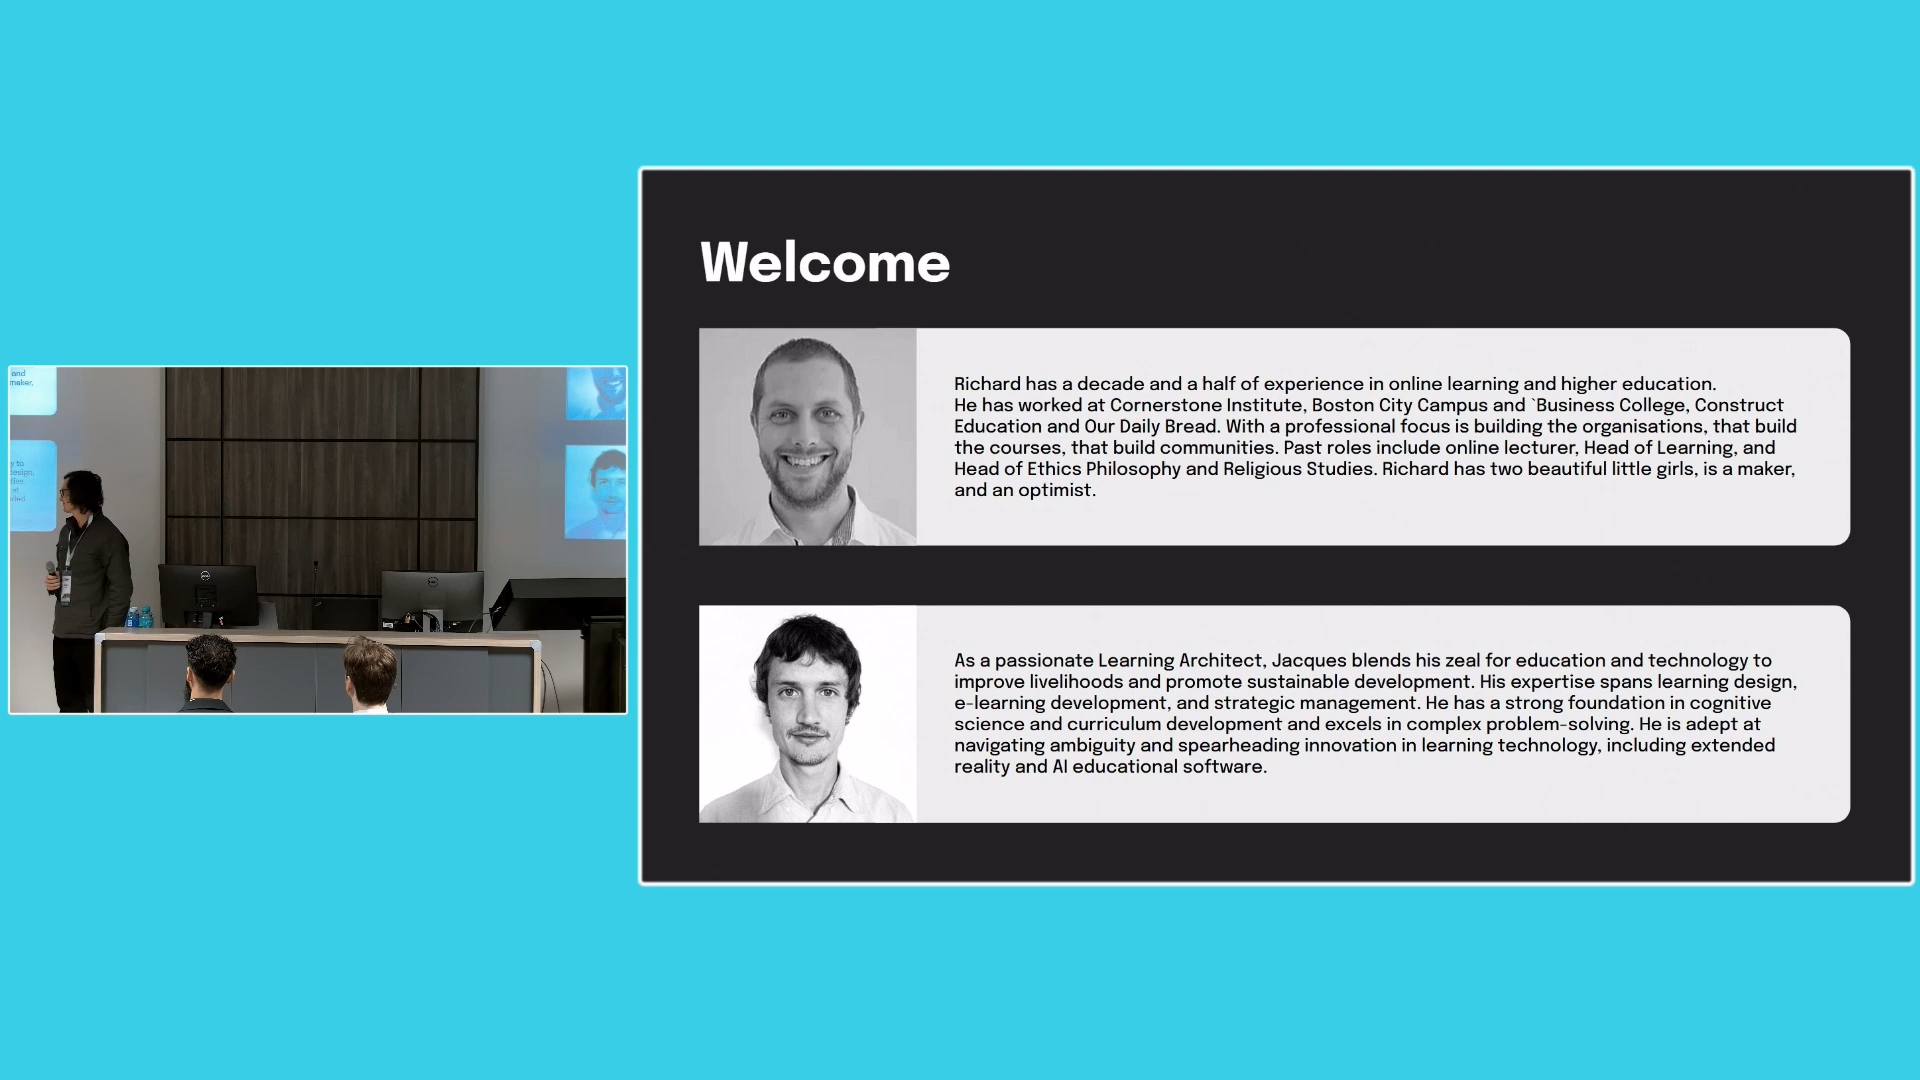 Welcome
Richard has a decade and a half of experience in online learning and higher education.
He has worked at Cornerstone Institute, Boston City Campus and `Business College, Construct
Education and Our Daily Bread. With a professional focus is building the organisations, that build
the courses, that build communities. Past roles include online lecturer, Head of Learning, and
Head of Ethics Philosophy and Religious Studies. Richard has two beautiful little girls, is a maker,
and an optimist.
As a passionate Learning Architect, Jacques blends his zeal for education and technology to
improve livelihoods and promote sustainable development. His expertise spans learning design,
e-learning development, and strategic management. He has a strong foundation in cognitive
science and curriculum development and excels in complex problem-solving. He is adept at
navigating ambiguity and spearheading innovation in learning technology, including extended
reality and AI educational software.
and
maker,
y to
design,